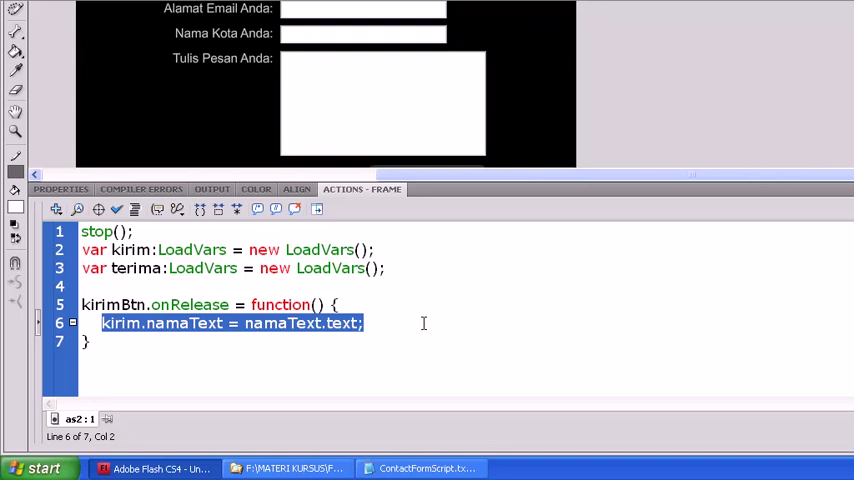 Alamat Email Anda:
Nama Kota Anda:
Tulis Pesan Anda:
PROPERTIES COMPILER ERRORS OUTPUT COLOR ALIGN ACTIONS - FRAME
1 stop();
2 var kirim:LoadVars = new LoadVars();
3 var terima:LoadVars = new LoadVars();
4
5 kirimBtn.onRelease = function() {
6 kirim.namaText = namaText.text;
7 }
as2 : 1
Line 6 of 7, Col 2
start Adobe Flash CS4 - Un... F:\MATERI KURSUS\F... ContactFormScript.tx...